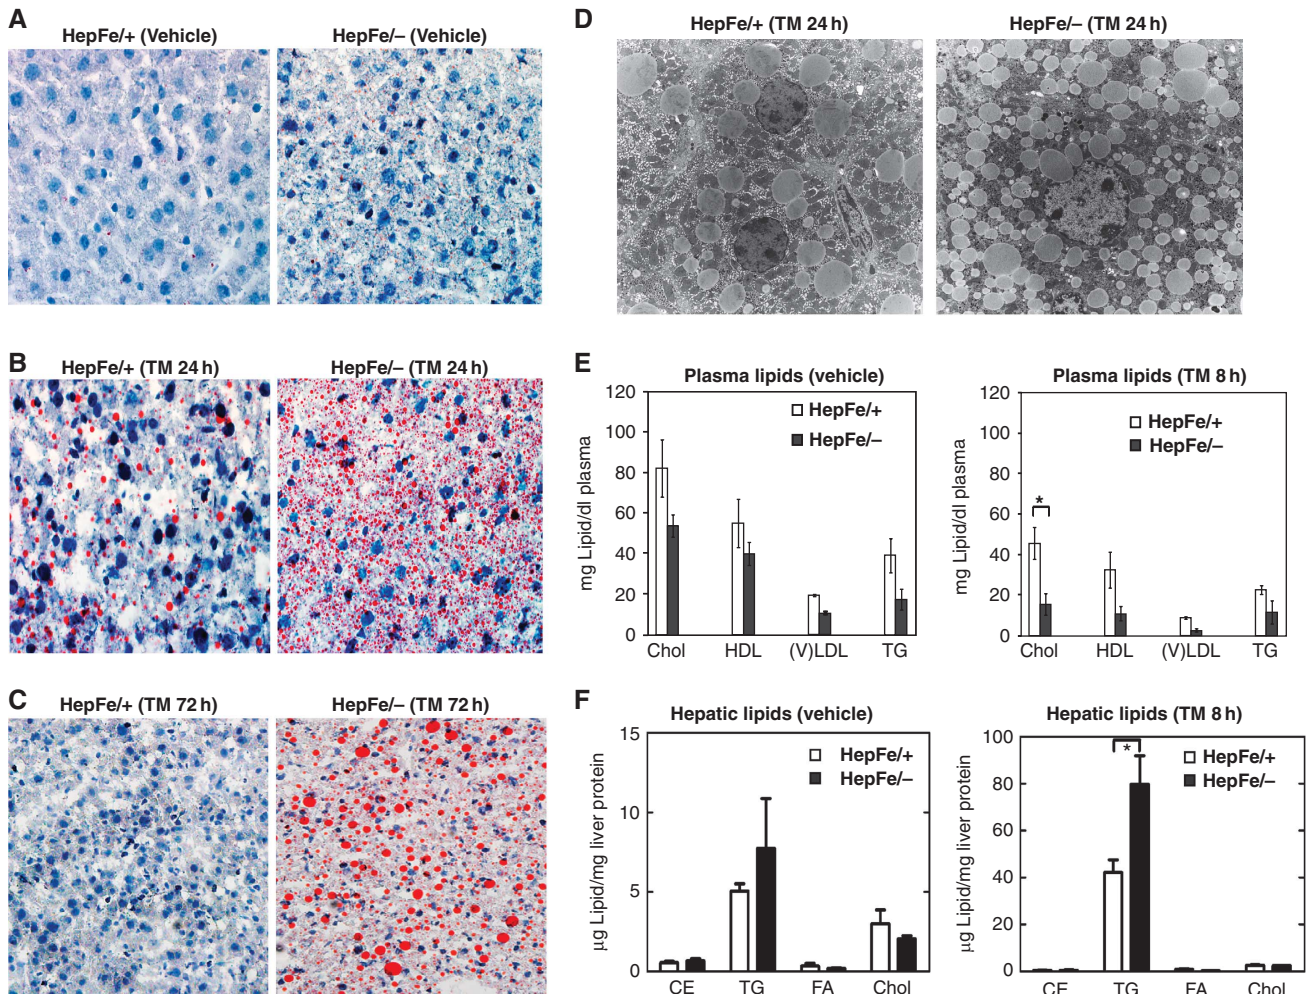 A
HepFe/+ (Vehicle)
HepFe/– (Vehicle)
B
HepFe/+ (TM 24 h)
HepFe/– (TM 24 h)
C
HepFe/+ (TM 72 h)
HepFe/– (TM 72 h)
D
HepFe/+ (TM 24 h)
HepFe/– (TM 24 h)
E
Plasma lipids (vehicle)
mg Lipid/dl plasma
120
100
80
60
40
20
0
HepFe/+
HepFe/–
Chol HDL (V)LDL TG
Plasma lipids (TM 8 h)
mg Lipid/dl plasma
120
100
80
60
40
20
0
HepFe/+
HepFe/–
*
Chol HDL (V)LDL TG
F
Hepatic lipids (vehicle)
µg Lipid/mg liver protein
15
10
5
0
HepFe/+
HepFe/–
CE TG FA Chol
Hepatic lipids (TM 8 h)
µg Lipid/mg liver protein
100
80
60
40
20
0
*
HepFe/+
HepFe/–
CE TG FA Chol